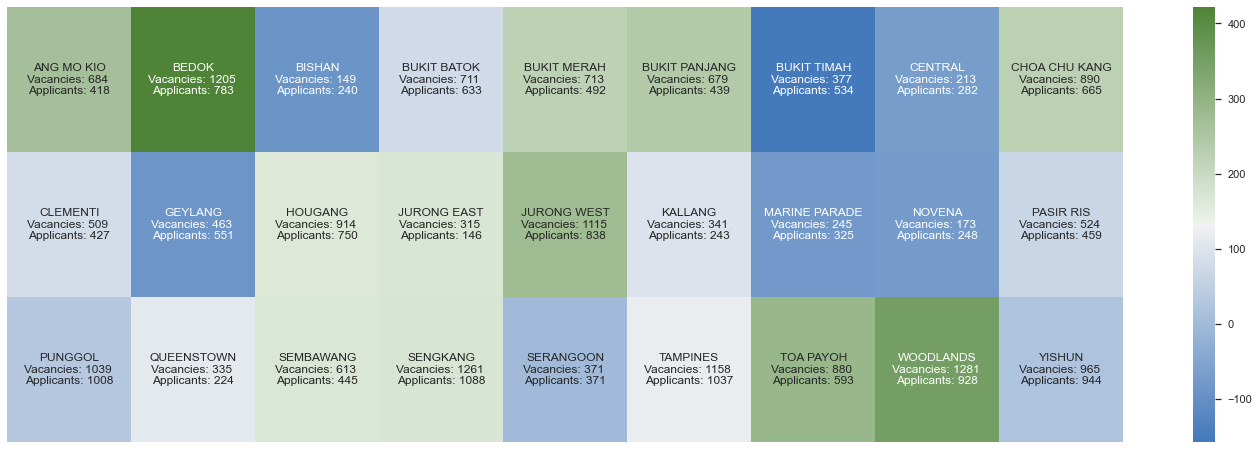 ANG MO KIO
Vacancies: 684
Applicants: 418
BEDOK
Vacancies: 1205
Applicants: 783
BISHAN
Vacancies: 149
Applicants: 240
BUKIT BATOK
Vacancies: 711
Applicants: 633
BUKIT MERAH
Vacancies: 713
Applicants: 492
BUKIT PANJANG
Vacancies: 679
Applicants: 439
BUKIT TIMAH
Vacancies: 377
Applicants: 534
CENTRAL
Vacancies: 213
Applicants: 282
CHOA CHU KANG
Vacancies: 890
Applicants: 665
CLEMENTI
Vacancies: 509
Applicants: 427
GEYLANG
Vacancies: 463
Applicants: 551
HOUGANG
Vacancies: 914
Applicants: 750
JURONG EAST
Vacancies: 315
Applicants: 146
JURONG WEST
Vacancies: 1115
Applicants: 838
KALLANG
Vacancies: 341
Applicants: 243
MARINE PARADE
Vacancies: 245
Applicants: 325
NOVENA
Vacancies: 173
Applicants: 248
PASIR RIS
Vacancies: 524
Applicants: 459
PUNGGOL
Vacancies: 1039
Applicants: 1008
QUEENSTOWN
Vacancies: 335
Applicants: 224
SEMBAWANG
Vacancies: 613
Applicants: 445
SENGKANG
Vacancies: 1261
Applicants: 1088
SERANGOON
Vacancies: 371
Applicants: 371
TAMPINES
Vacancies: 1158
Applicants: 1037
TOA PAYOH
Vacancies: 880
Applicants: 593
WOODLANDS
Vacancies: 1281
Applicants: 928
YISHUN
Vacancies: 965
Applicants: 944
400
300
200
100
0
−100